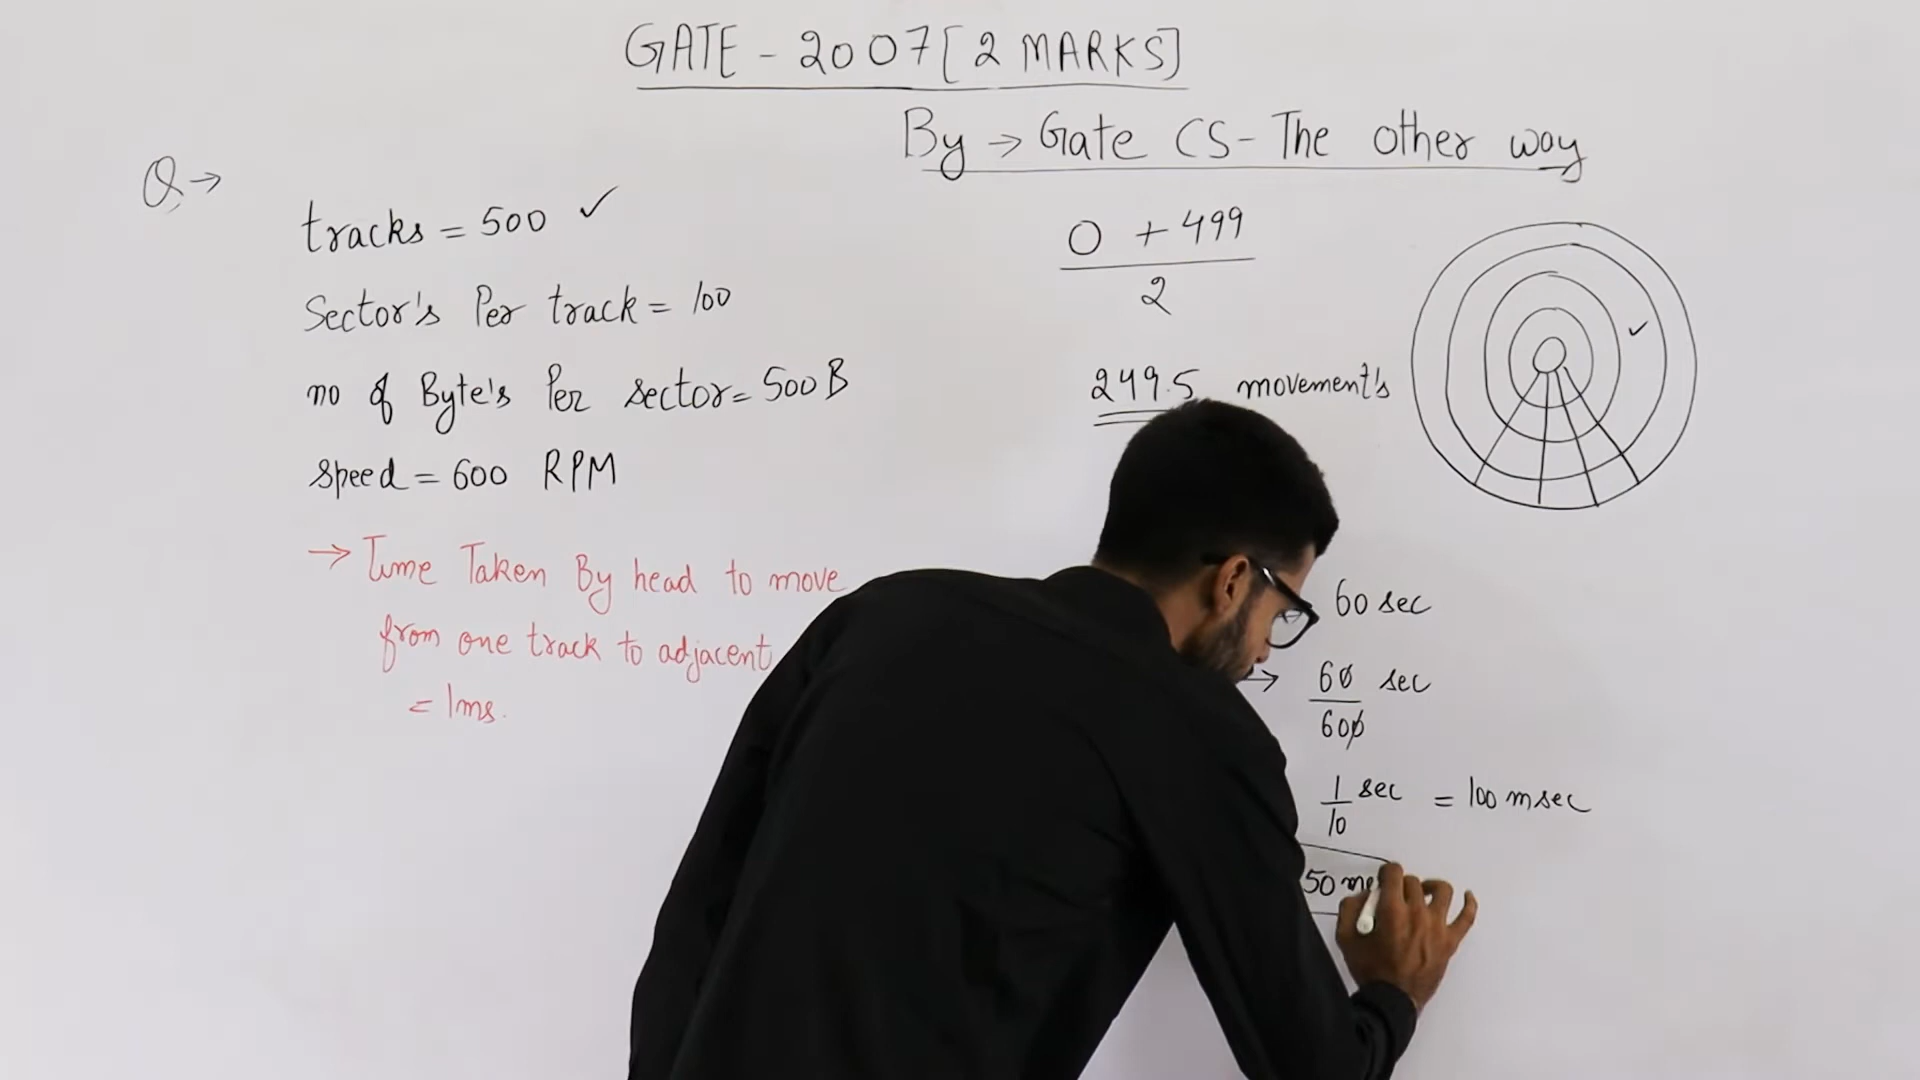 GATE - 2007 [2 MARKS]
By → Gate CS - The other way
Q →
tracks = 500 ✓
Sector's Per track = 100
no of Byte's Per sector = 500B
speed = 600 RPM
→ Time Taken By head to move
from one track to adjacent
= 1ms.
0 + 499
2
249.5 movement's
60 sec
→ 60 sec
600
1 sec = 100 msec
10
50